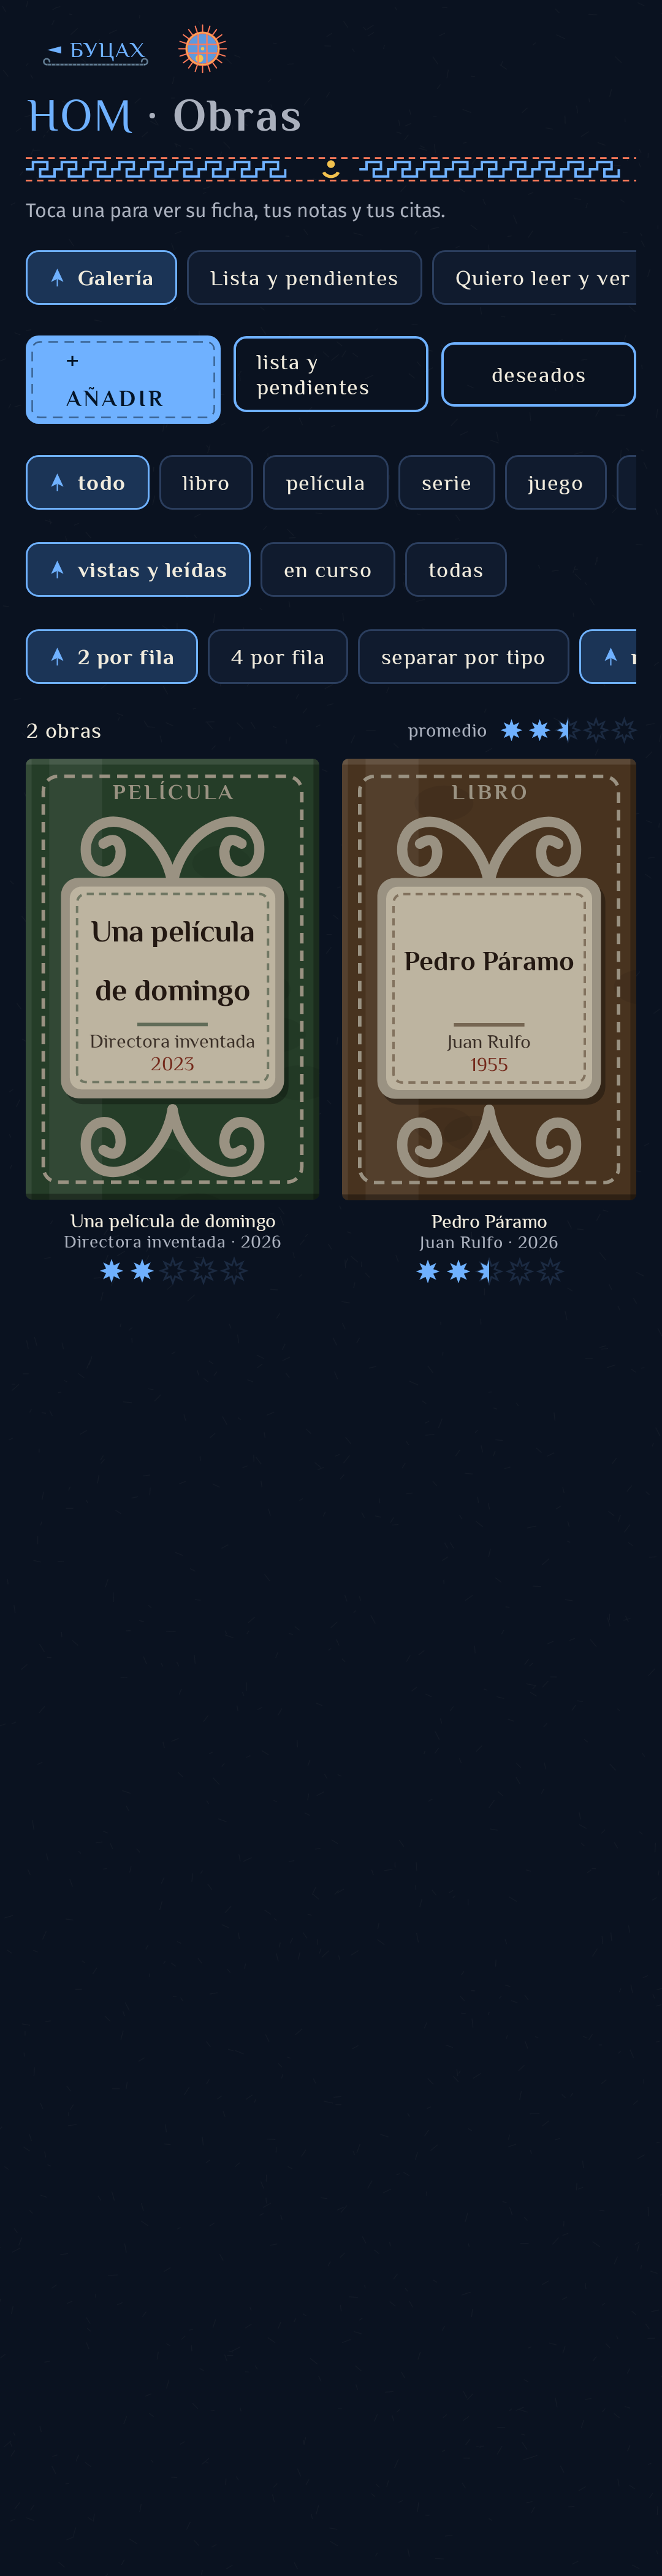 БУЦАХ
НОМ · Obras
Toca una para ver su ficha, tus notas y tus citas.
Galería
Lista y pendientes
Quiero leer y ver
+
AÑADIR
lista y
pendientes
deseados
todo
libro
película
serie
juego
vistas y leídas
en curso
todas
2 por fila
4 por fila
separar por tipo
2 obras
promedio
PELÍCULA
Una película
de domingo
Directora inventada
2023
LIBRO
Pedro Páramo
Juan Rulfo
1955
Una película de domingo
Directora inventada · 2026
Pedro Páramo
Juan Rulfo · 2026